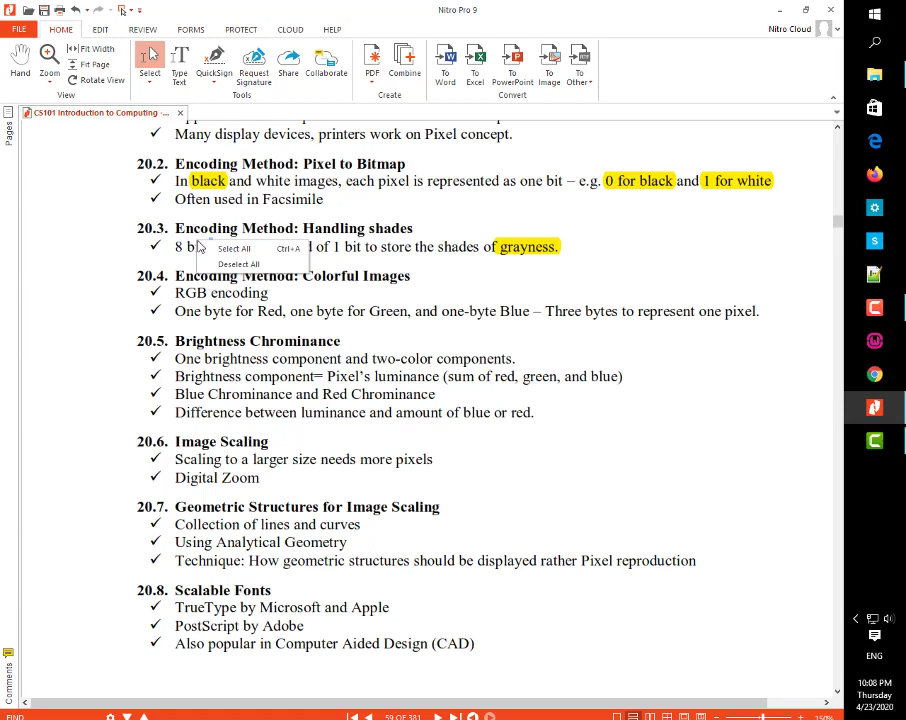 Nitro Pro 9
FILE HOME EDIT REVIEW FORMS PROTECT CLOUD HELP
Nitro Cloud
Hand
Zoom
Fit Width
Fit Page
Rotate View
View
Select
Type Text
QuickSign
Request Signature
Share
Collaborate
Tools
PDF
Combine
Create
To Word
To Excel
To PowerPoint
To Image
To Other
Convert
Pages
CS101 Introduction to Computing -...
Many display devices, printers work on Pixel concept.
20.2. Encoding Method: Pixel to Bitmap
In black and white images, each pixel is represented as one bit – e.g. 0 for black and 1 for white
Often used in Facsimile
20.3. Encoding Method: Handling shades
8 of 1 bit to store the shades of grayness.
Select All Ctrl+A
Deselect All
20.4. Encoding Method: Colorful Images
RGB encoding
One byte for Red, one byte for Green, and one-byte Blue – Three bytes to represent one pixel.
20.5. Brightness Chrominance
One brightness component and two-color components.
Brightness component= Pixel's luminance (sum of red, green, and blue)
Blue Chrominance and Red Chrominance
Difference between luminance and amount of blue or red.
20.6. Image Scaling
Scaling to a larger size needs more pixels
Digital Zoom
20.7. Geometric Structures for Image Scaling
Collection of lines and curves
Using Analytical Geometry
Technique: How geometric structures should be displayed rather Pixel reproduction
20.8. Scalable Fonts
TrueType by Microsoft and Apple
PostScript by Adobe
Also popular in Computer Aided Design (CAD)
Comments
FIND
59 OF 381
150%
ENG
10:08 PM
Thursday
4/23/2020